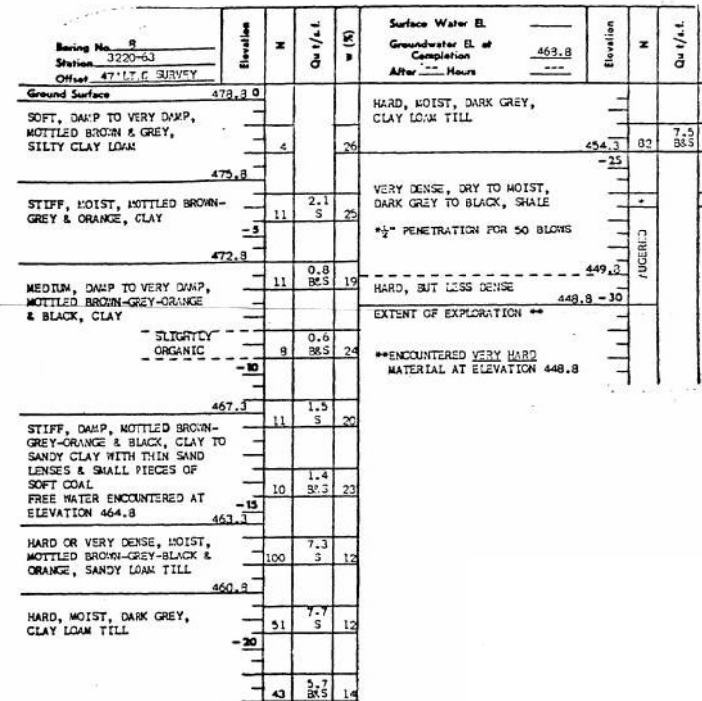 Boring No. 8
Station 3220+63
Offset 47' LT. C SURVEY
Elevation
N
Qu t/s.f.
w (%)
Ground Surface 478.3 0
SOFT, DAMP TO VERY DAMP,
MOTTLED BROWN & GREY,
SILTY CLAY LOAM
4 26
475.8
STIFF, MOIST, MOTTLED BROWN-
GREY & ORANGE, CLAY
2.1
11 S 25
-5
472.8
MEDIUM, DAMP TO VERY DAMP,
MOTTLED BROWN-GREY-ORANGE
& BLACK, CLAY
0.8
11 B&S 19
SLIGHTLY
ORGANIC
0.6
8 B&S 24
-10
467.3
STIFF, DAMP, MOTTLED BROWN-
GREY-ORANGE & BLACK, CLAY TO
SANDY CLAY WITH THIN SAND
LENSES & SMALL PIECES OF
SOFT COAL
FREE WATER ENCOUNTERED AT
ELEVATION 464.8
1.5
11 S 20
1.4
10 B&S 23
-15
463.3
HARD OR VERY DENSE, MOIST,
MOTTLED BROWN-GREY-BLACK &
ORANGE, SANDY LOAM TILL
7.3
100 S 12
460.8
HARD, MOIST, DARK GREY,
CLAY LOAM TILL
7.7
51 S 12
-20
5.7
43 B&S 14
Surface Water El.
Groundwater El. at
Completion 463.8
After --- Hours ---
Elevation
N
Qu t/s.f.
HARD, MOIST, DARK GREY,
CLAY LOAM TILL
7.5
454.3 82 B&S
-25
VERY DENSE, DRY TO MOIST,
DARK GREY TO BLACK, SHALE
*
*½" PENETRATION FOR 50 BLOWS
AUGERED
449.3
HARD, BUT LESS DENSE
448.8 -30
EXTENT OF EXPLORATION **
**ENCOUNTERED VERY HARD
MATERIAL AT ELEVATION 448.8